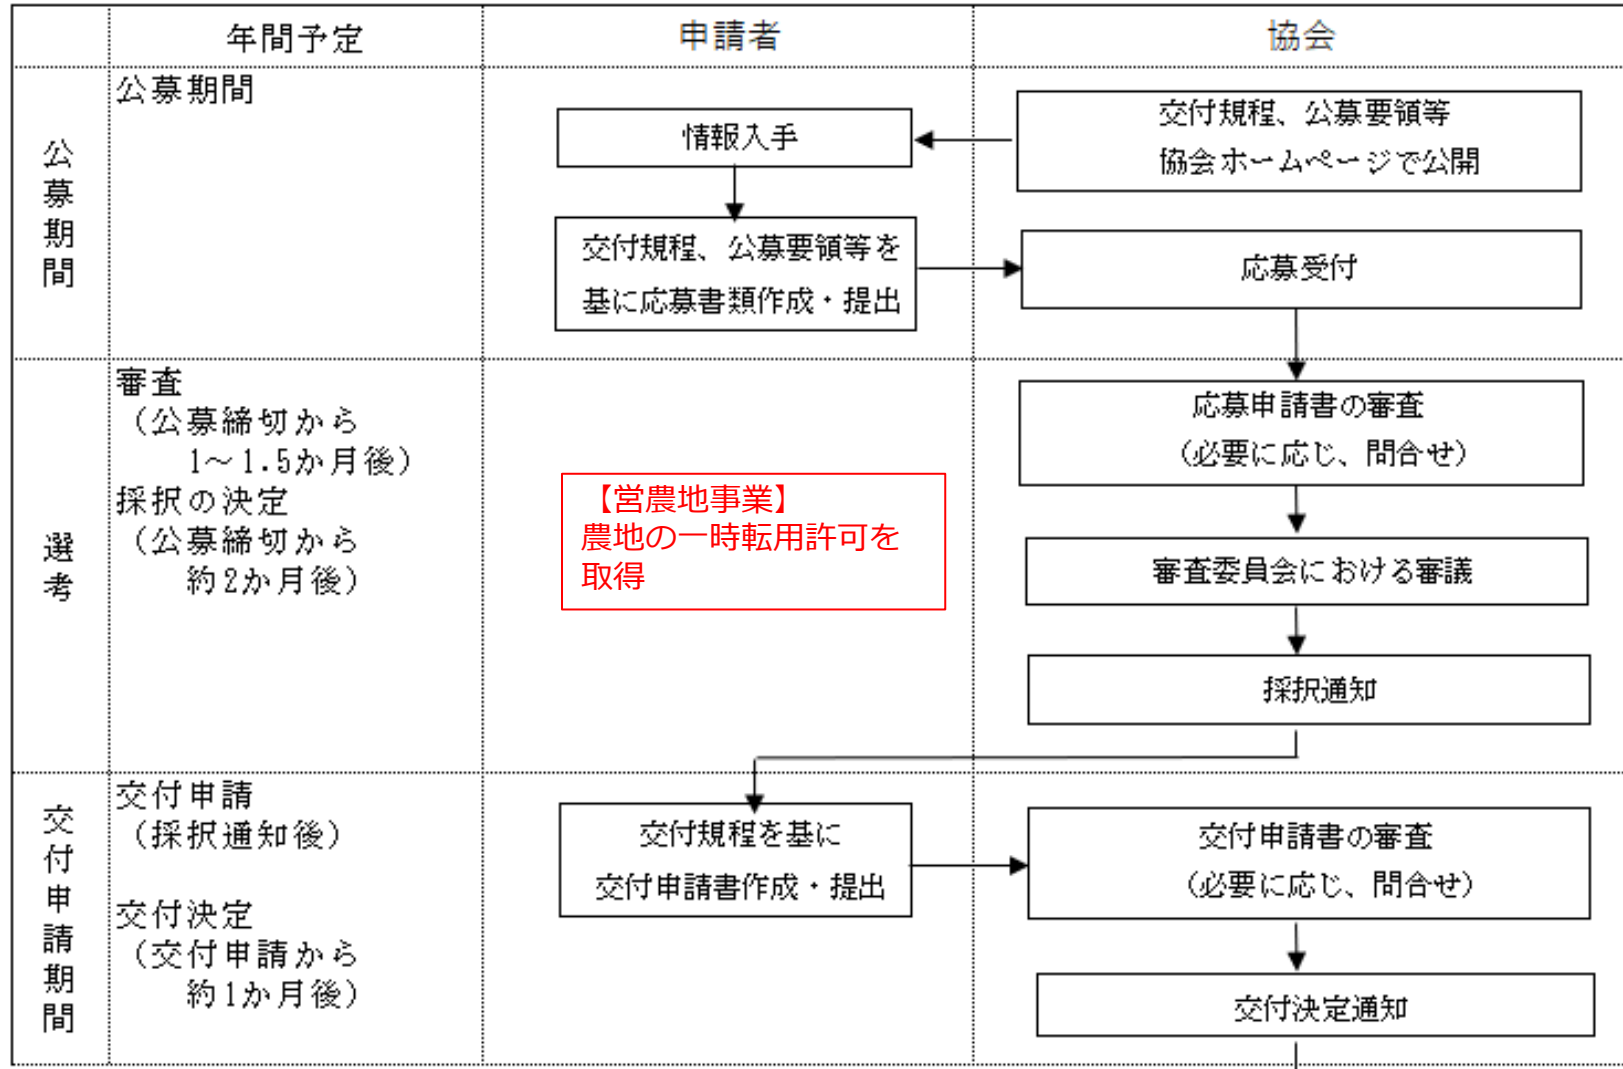 年間予定
申請者
協会
公募期間
公募期間
情報入手
交付規程、公募要領等
協会ホームページで公開
交付規程、公募要領等を
基に応募書類作成・提出
応募受付
選考
審査
（公募締切から
1～1.5か月後）
採択の決定
（公募締切から
約2か月後）
【営農地事業】
農地の一時転用許可を
取得
応募申請書の審査
（必要に応じ、問合せ）
審査委員会における審議
採択通知
交付申請期間
交付申請
（採択通知後）
交付決定
（交付申請から
約1か月後）
交付規程を基に
交付申請書作成・提出
交付申請書の審査
（必要に応じ、問合せ）
交付決定通知